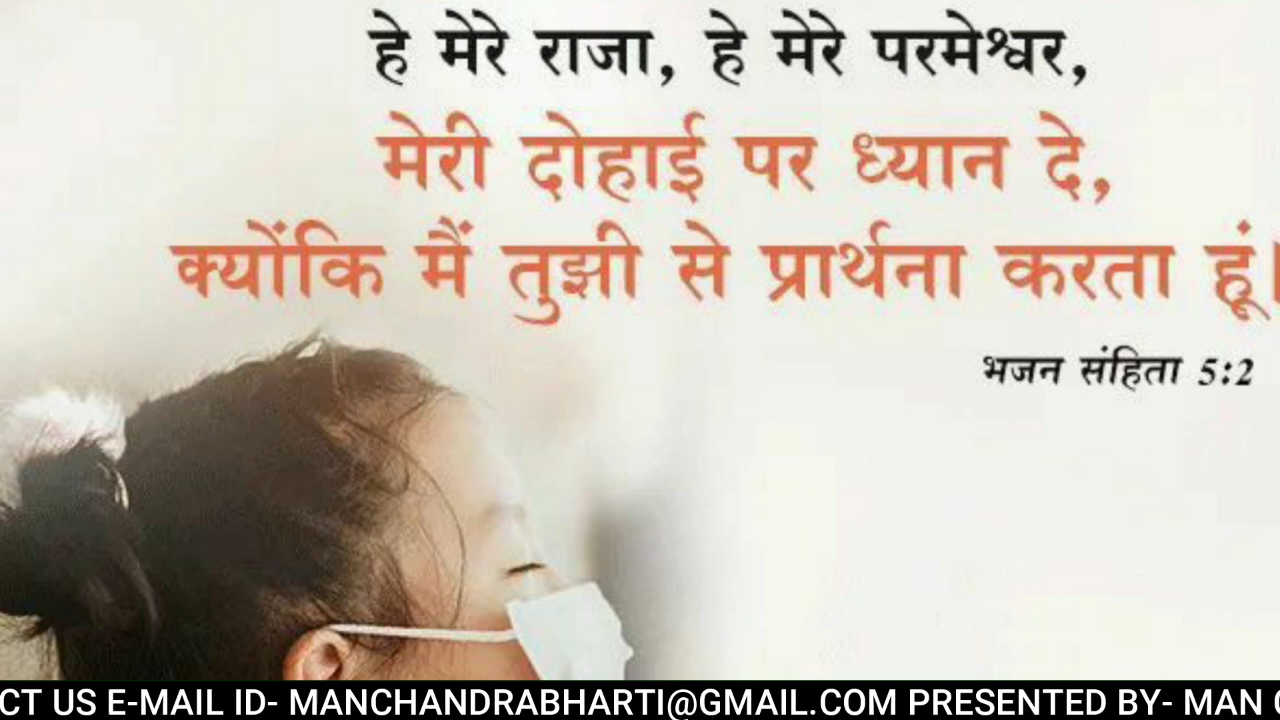 हे मेरे राजा, हे मेरे परमेश्वर,
मेरी दोहाई पर ध्यान दे,
क्योंकि मैं तुझी से प्रार्थना करता हूं।
भजन संहिता 5:2
CT US E-MAIL ID- MANCHANDRABHARTI@GMAIL.COM PRESENTED BY- MAN